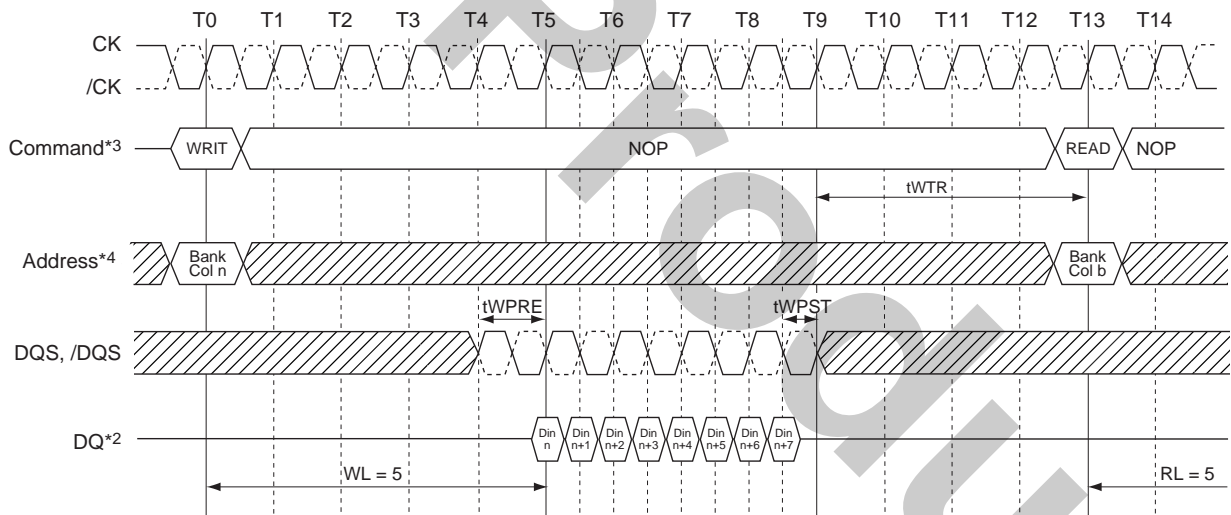 T0 T1 T2 T3 T4 T5 T6 T7 T8 T9 T10 T11 T12 T13 T14
CK
/CK
Command*3 WRIT NOP READ NOP
tWTR
Address*4 Bank Col n Bank Col b
tWPRE tWPST
DQS, /DQS
DQ*2 Din n Din n+1 Din n+2 Din n+3 Din n+4 Din n+5 Din n+6 Din n+7
WL = 5 RL = 5
Produ